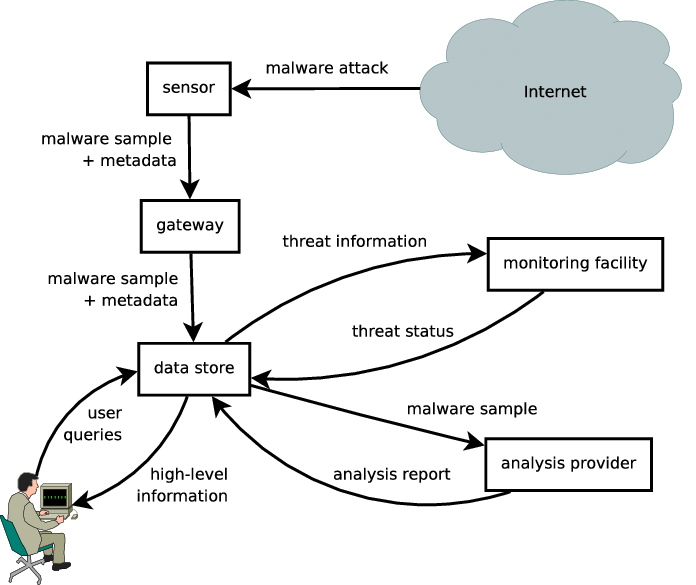 malware attack
Internet
sensor
malware sample
+ metadata
gateway
threat information
monitoring facility
malware sample
+ metadata
threat status
data store
malware sample
user
queries
analysis provider
high-level
information
analysis report